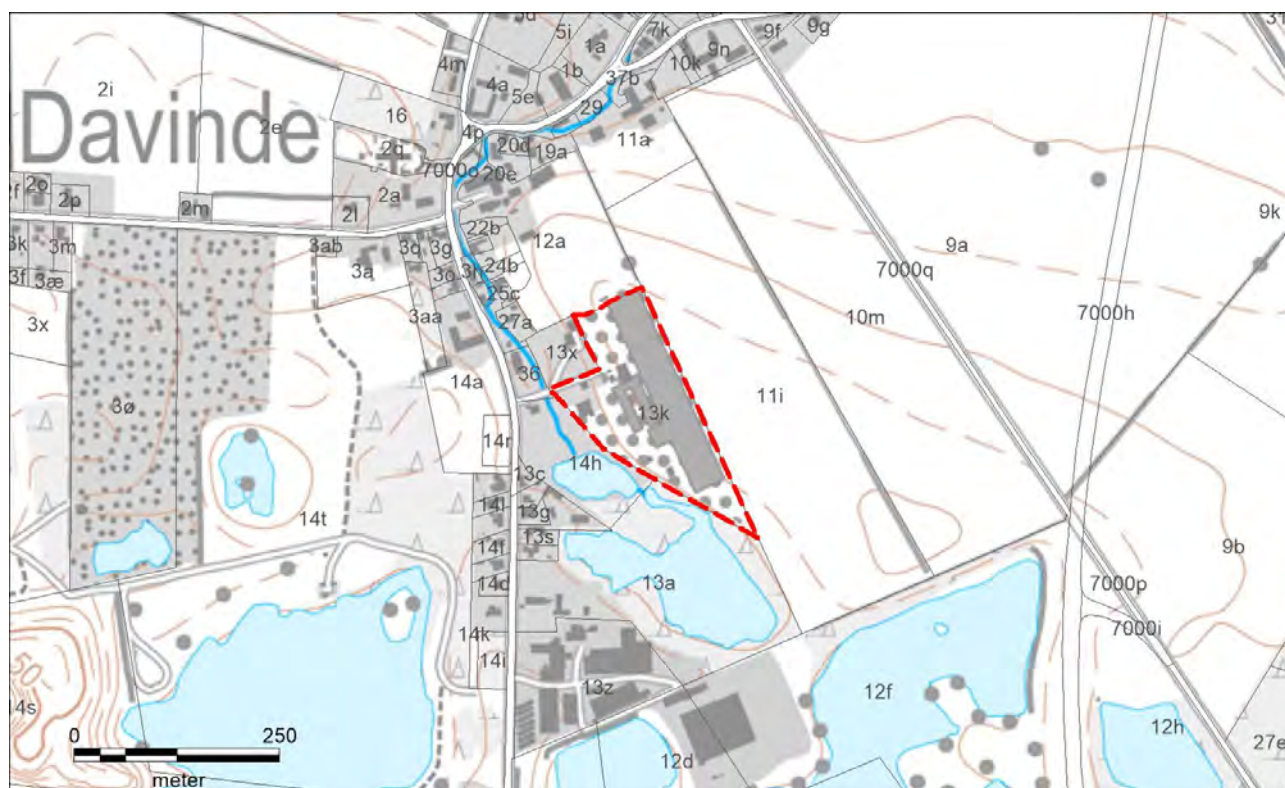 5d
5i
7k
9f
9g
1a
4m
9n
10k
4a
1b
37b
2i
5e
29
16
4p
2e
Davinde
11a
2q
20d
19a
7000o
20e
2o
2a
2p
2m
2l
9k
22b
9a
3k
3m
3ab
3q
3g
12a
7000q
3a
24b
3f
3æ
3o
3h
25c
7000h
3x
3aa
27a
10m
13x
36
14a
11i
3ø
13k
14r
14h
13c
14l
13g
14t
14f
13s
9b
14d
13a
7000p
14k
7000i
14i
13z
12f
14s
12h
0
250
27e
12d
meter